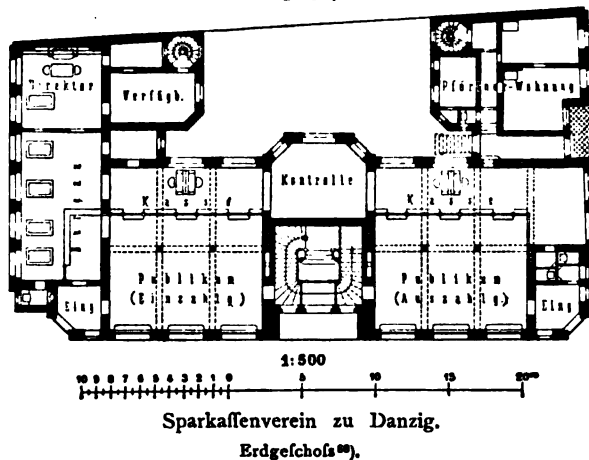 Direktor
Verfügb.
Pförtner-Wohnung
Kontrolle
Kasse
Kasse
Publikum
(Einzahlg.)
Publikum
(Auszahlg.)
Eing
Eing
1:500
10 9 8 7 6 5 4 3 2 1 0 5 10 15 20m
Sparkaſſenverein zu Danzig.
Erdgeſchoſs